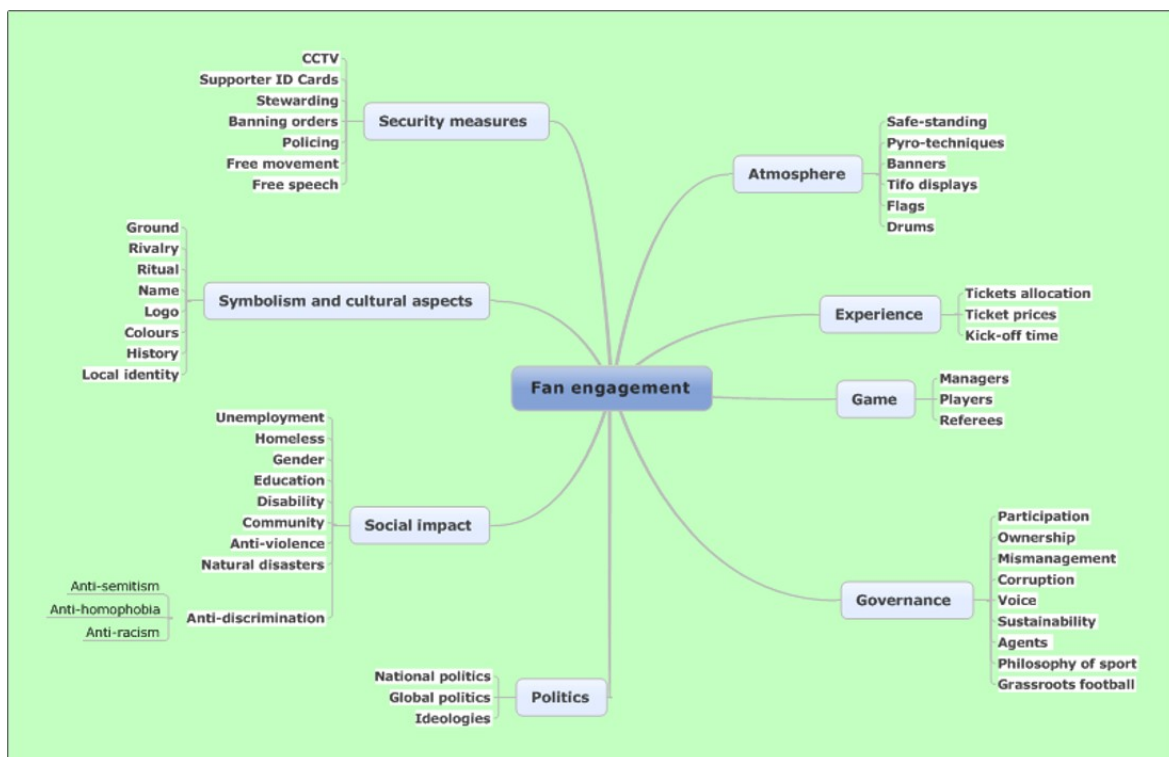 Fan engagement
Security measures
CCTV
Supporter ID Cards
Stewarding
Banning orders
Policing
Free movement
Free speech
Symbolism and cultural aspects
Ground
Rivalry
Ritual
Name
Logo
Colours
History
Local identity
Social impact
Unemployment
Homeless
Gender
Education
Disability
Community
Anti-violence
Natural disasters
Anti-discrimination
Anti-semitism
Anti-homophobia
Anti-racism
Politics
National politics
Global politics
Ideologies
Atmosphere
Safe-standing
Pyro-techniques
Banners
Tifo displays
Flags
Drums
Experience
Tickets allocation
Ticket prices
Kick-off time
Game
Managers
Players
Referees
Governance
Participation
Ownership
Mismanagement
Corruption
Voice
Sustainability
Agents
Philosophy of sport
Grassroots football